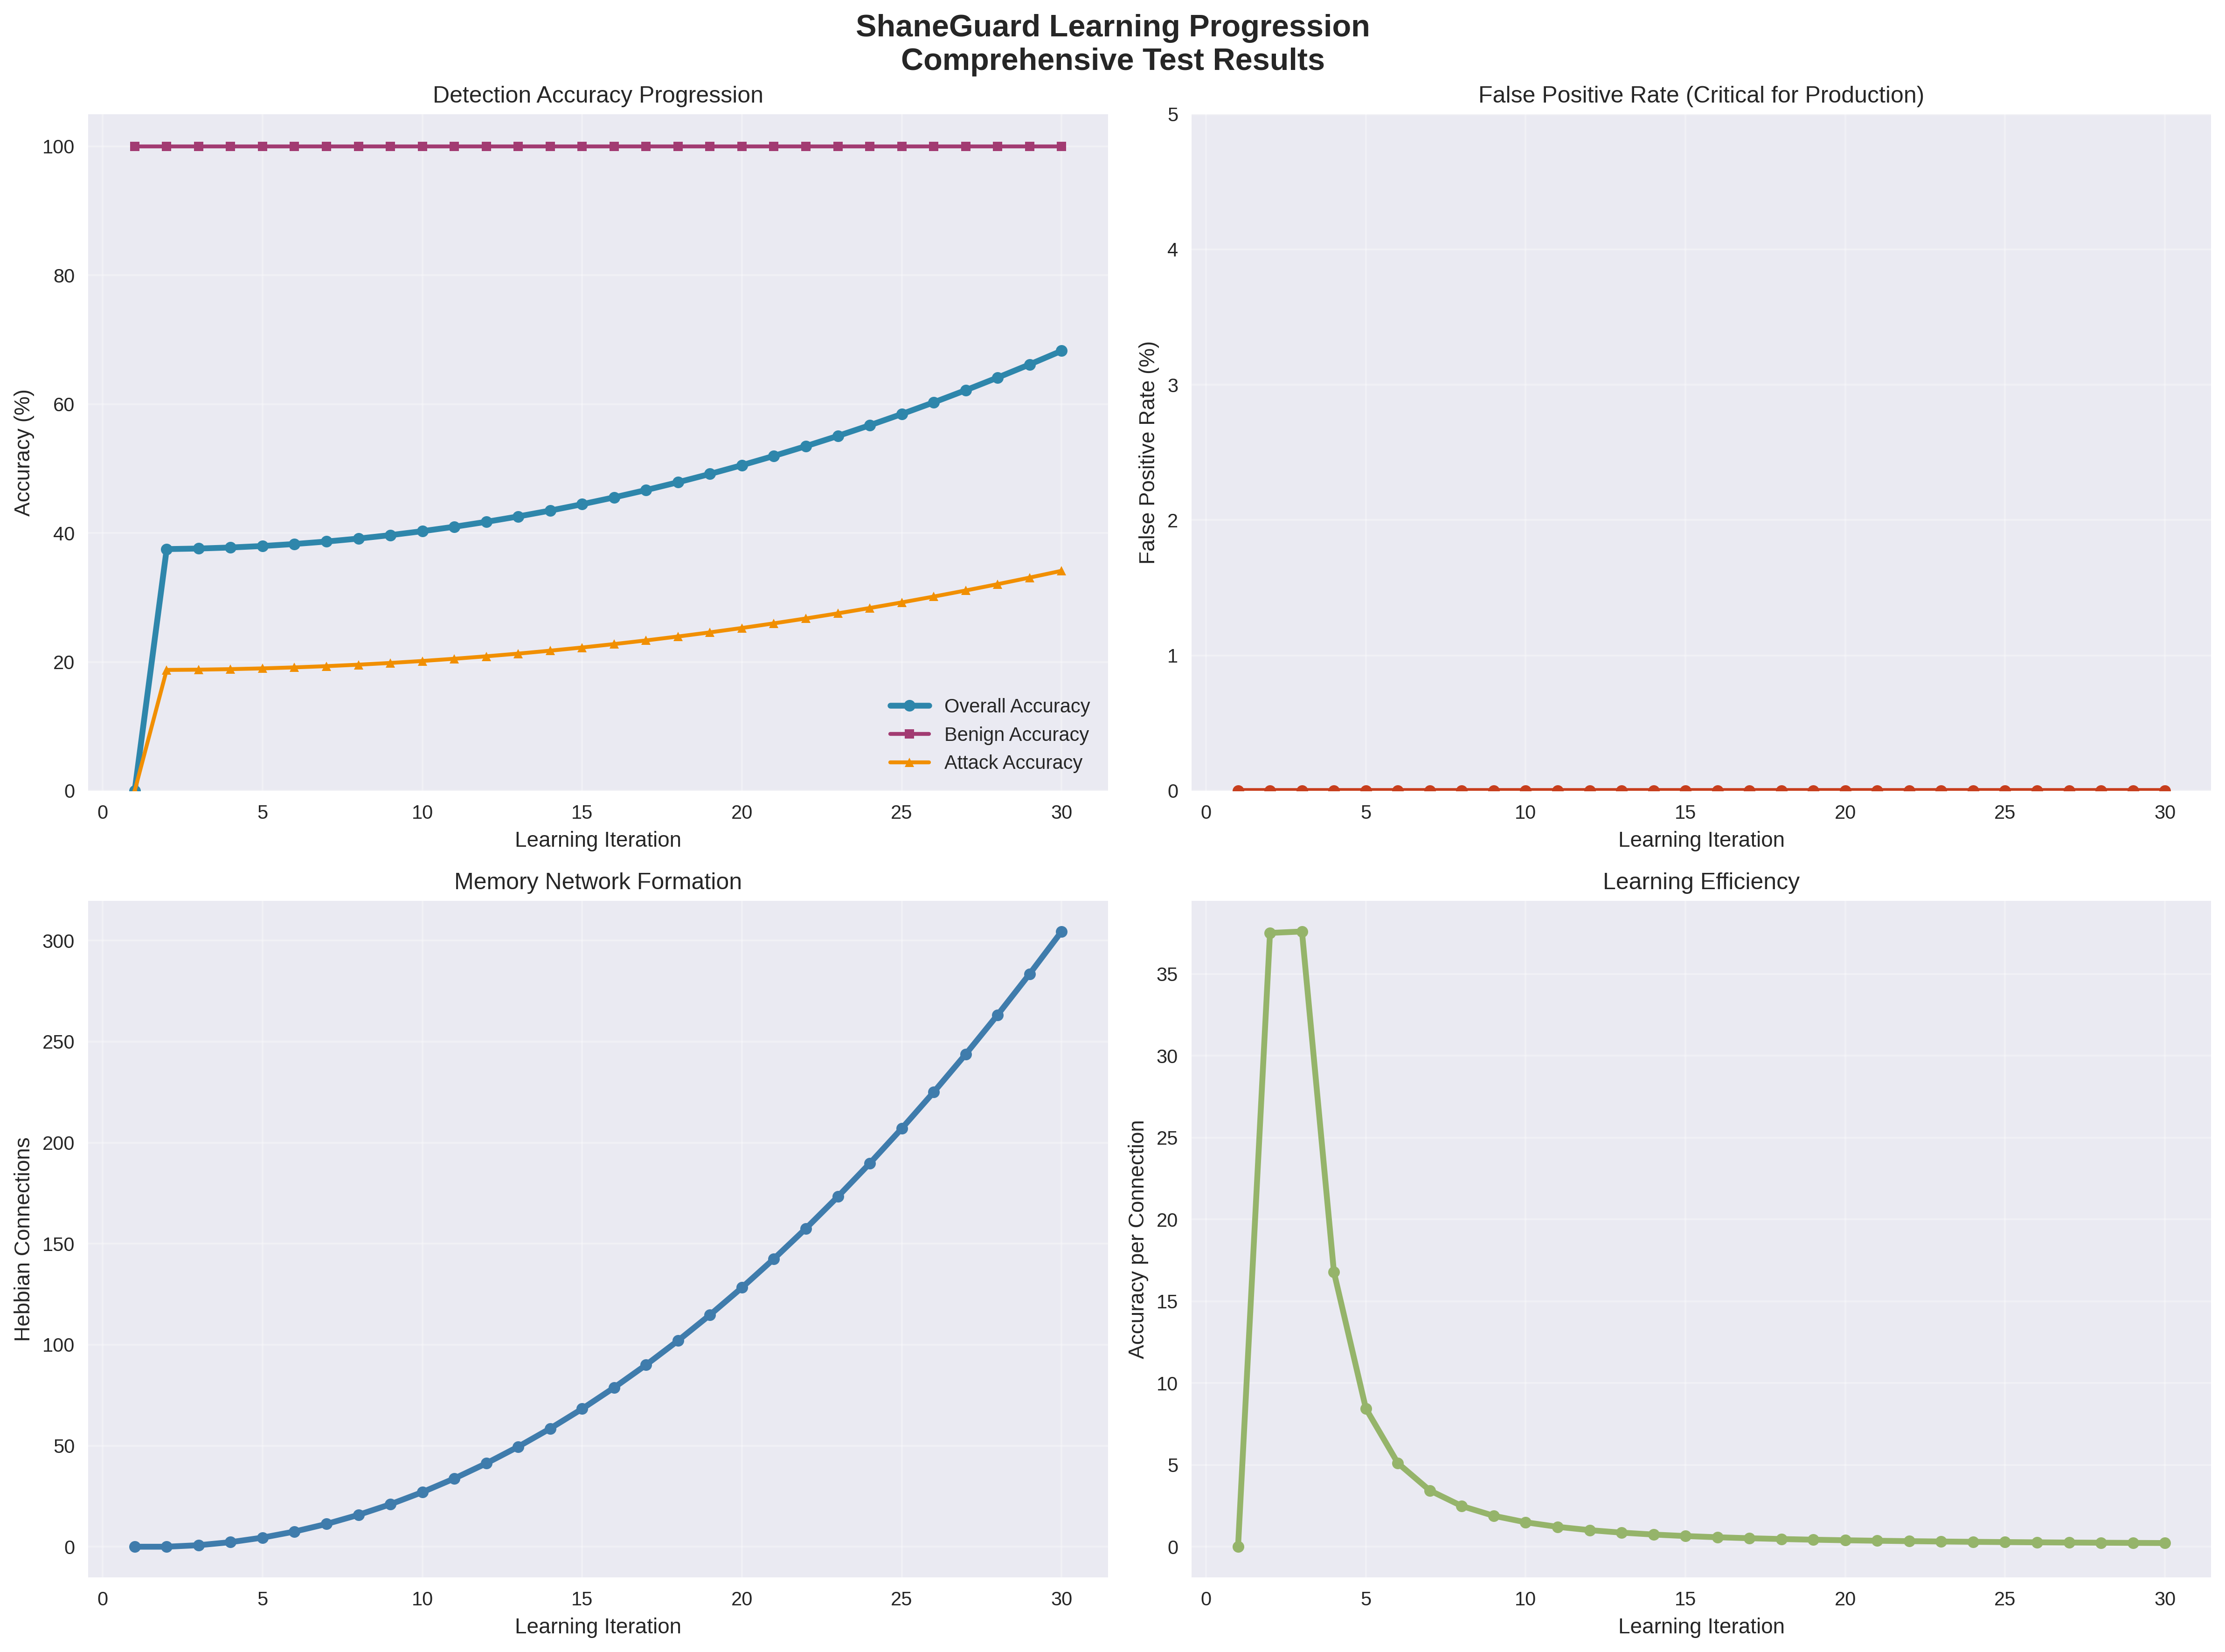 ShaneGuard Learning Progression
Comprehensive Test Results
Detection Accuracy Progression
100
80
60
40
20
0
Accuracy (%)
0 5 10 15 20 25 30
Learning Iteration
Overall Accuracy
Benign Accuracy
Attack Accuracy
False Positive Rate (Critical for Production)
5
4
3
2
1
0
False Positive Rate (%)
0 5 10 15 20 25 30
Learning Iteration
Memory Network Formation
300
250
200
150
100
50
0
Hebbian Connections
0 5 10 15 20 25 30
Learning Iteration
Learning Efficiency
35
30
25
20
15
10
5
0
Accuracy per Connection
0 5 10 15 20 25 30
Learning Iteration